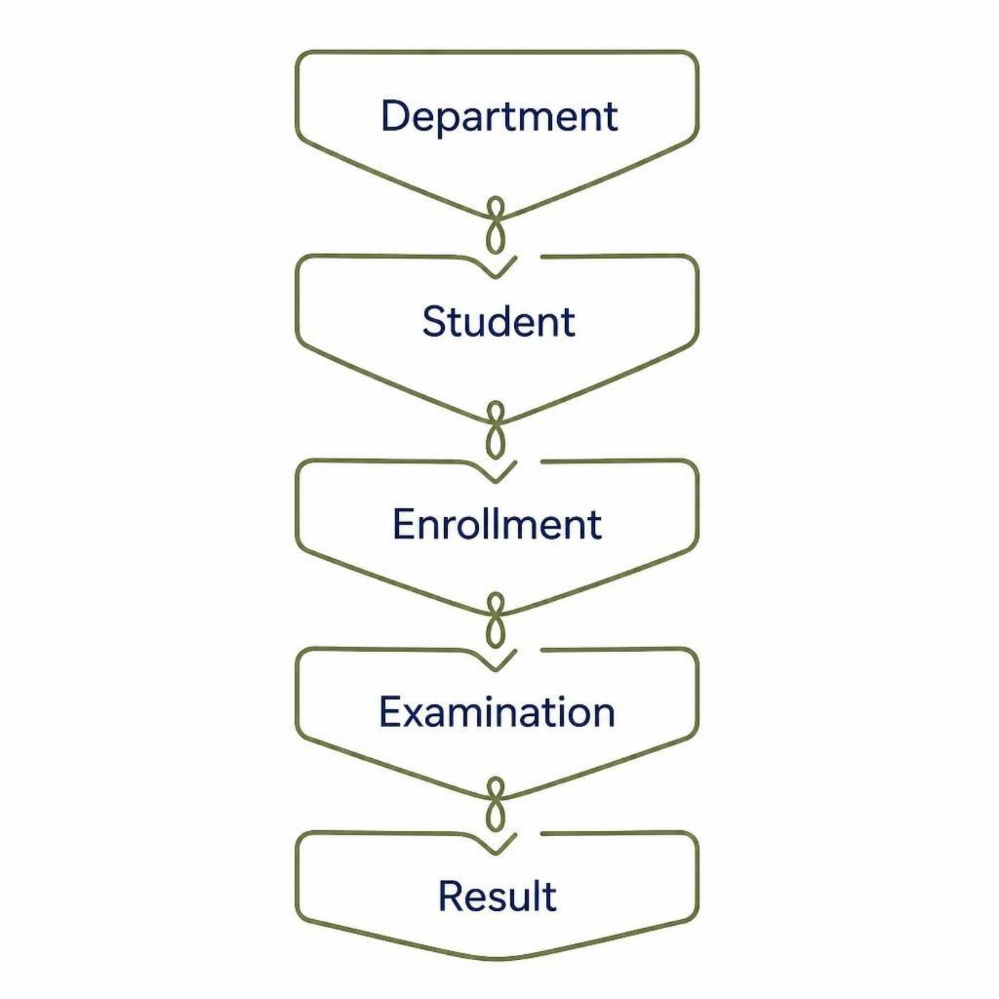 Department
Student
Enrollment
Examination
Result